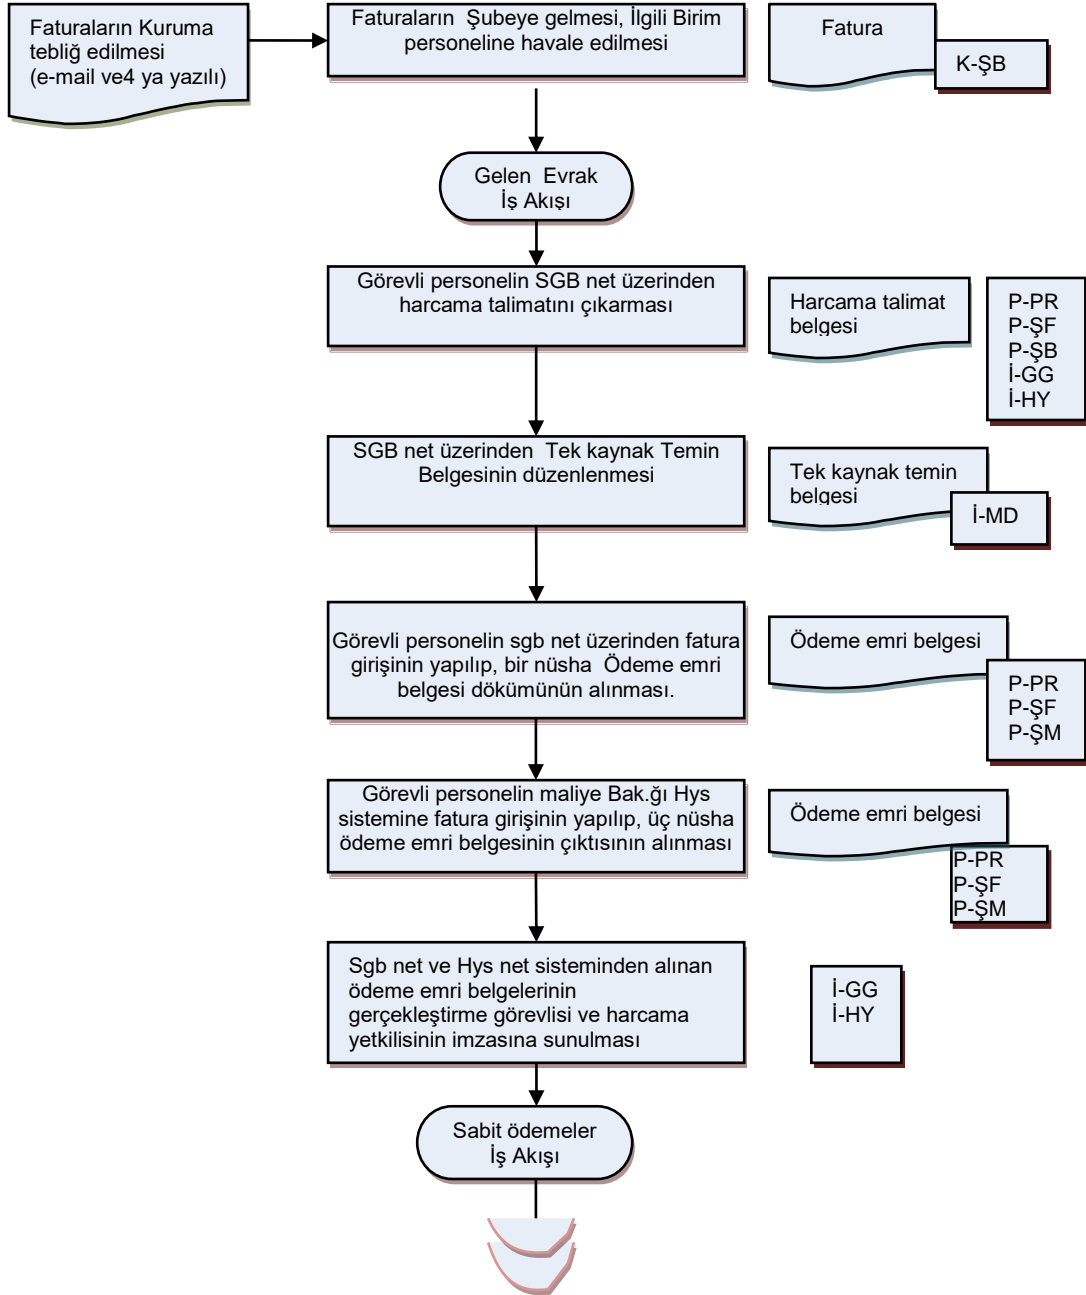 Faturaların Kuruma
tebliğ edilmesi
(e-mail ve4 ya yazılı)
Faturaların Şubeye gelmesi, İlgili Birim
personeline havale edilmesi
Fatura
K-ŞB
Gelen Evrak
İş Akışı
Görevli personelin SGB net üzerinden
harcama talimatını çıkarması
Harcama talimat
belgesi
P-PR
P-ŞF
P-ŞB
İ-GG
İ-HY
SGB net üzerinden Tek kaynak Temin
Belgesinin düzenlenmesi
Tek kaynak temin
belgesi
İ-MD
Görevli personelin sgb net üzerinden fatura
girişinin yapılıp, bir nüsha Ödeme emri
belgesi dökümünün alınması.
Ödeme emri belgesi
P-PR
P-ŞF
P-ŞM
Görevli personelin maliye Bak.ğı Hys
sistemine fatura girişinin yapılıp, üç nüsha
ödeme emri belgesinin çıktısının alınması
Ödeme emri belgesi
P-PR
P-ŞF
P-ŞM
Sgb net ve Hys net sisteminden alınan
ödeme emri belgelerinin
gerçekleştirme görevlisi ve harcama
yetkilisinin imzasına sunulması
İ-GG
İ-HY
Sabit ödemeler
İş Akışı